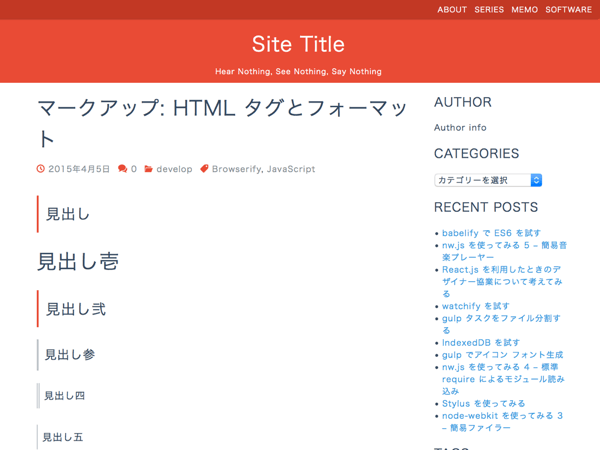 ABOUT SERIES MEMO SOFTWARE
Site Title
Hear Nothing, See Nothing, Say Nothing
マークアップ: HTML タグとフォーマッ
ト
2015年4月5日 0 develop Browserify, JavaScript
見出し
見出し壱
見出し弐
見出し参
見出し四
見出し五
AUTHOR
Author info
CATEGORIES
カテゴリーを選択
RECENT POSTS
babelify で ES6 を試す
nw.js を使ってみる 5 – 簡易音
楽プレーヤー
React.js を利用したときのデ
ザイナー協業について考えてみ
る
watchify を試す
gulp タスクをファイル分割す
る
IndexedDB を試す
gulp でアイコン フォント生成
nw.js を使ってみる 4 – 標準
require によるモジュール読み
込み
Stylus を使ってみる
node-webkit を使ってみる 3
– 簡易ファイラー
TAGS